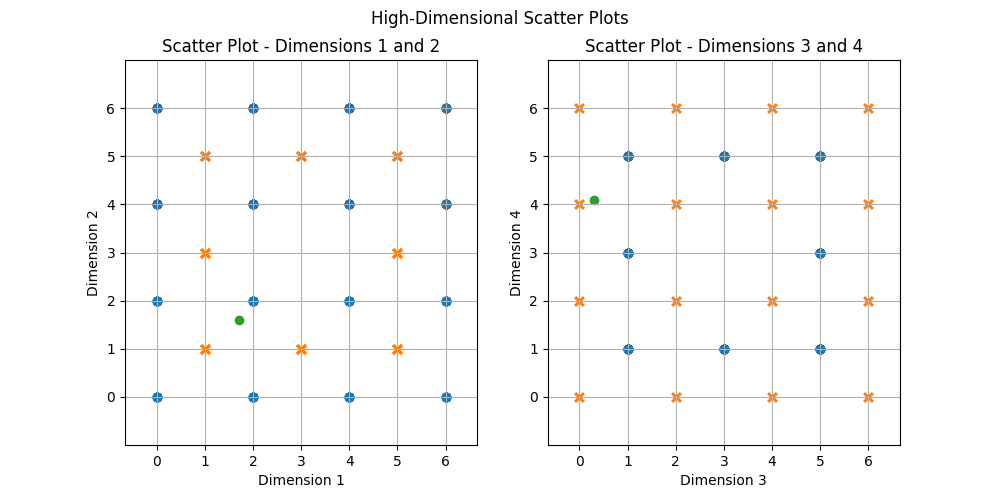 High-Dimensional Scatter Plots
Scatter Plot - Dimensions 1 and 2
Dimension 2
6
5
4
3
2
1
0
0 1 2 3 4 5 6
Dimension 1
Scatter Plot - Dimensions 3 and 4
Dimension 4
6
5
4
3
2
1
0
0 1 2 3 4 5 6
Dimension 3